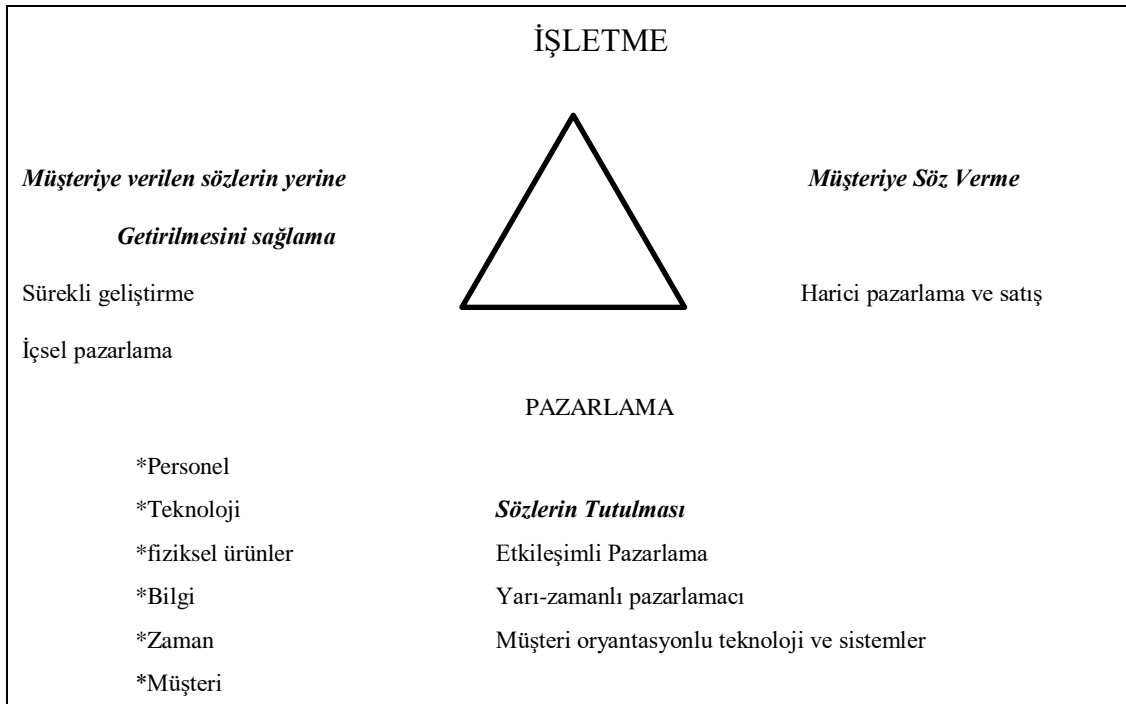 İŞLETME
Müşteriye verilen sözlerin yerine Müşteriye Söz Verme
Getirilmesini sağlama
Sürekli geliştirme Harici pazarlama ve satış
İçsel pazarlama
PAZARLAMA
*Personel
*Teknoloji Sözlerin Tutulması
*fiziksel ürünler Etkileşimli Pazarlama
*Bilgi Yarı-zamanlı pazarlamacı
*Zaman Müşteri oryantasyonlu teknoloji ve sistemler
*Müşteri